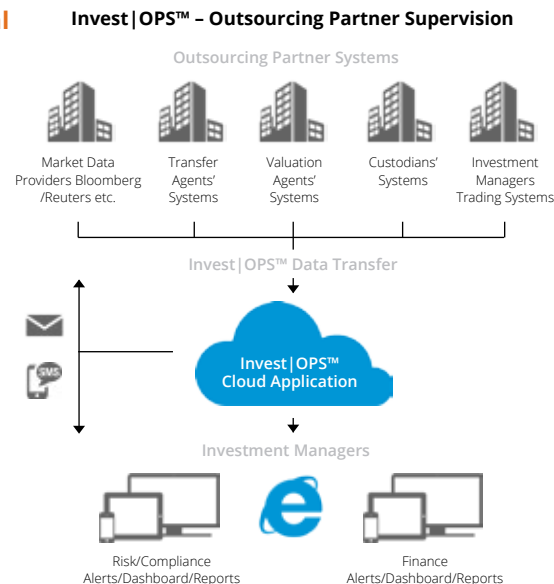 al
Invest|OPS™ – Outsourcing Partner Supervision
Outsourcing Partner Systems
Market Data
Providers Bloomberg
/Reuters etc.
Transfer
Agents’
Systems
Valuation
Agents’
Systems
Custodians’
Systems
Investment
Managers
Trading Systems
Invest|OPS™ Data Transfer
SMS
Invest|OPS™
Cloud Application
Investment Managers
Risk/Compliance
Alerts/Dashboard/Reports
Finance
Alerts/Dashboard/Reports